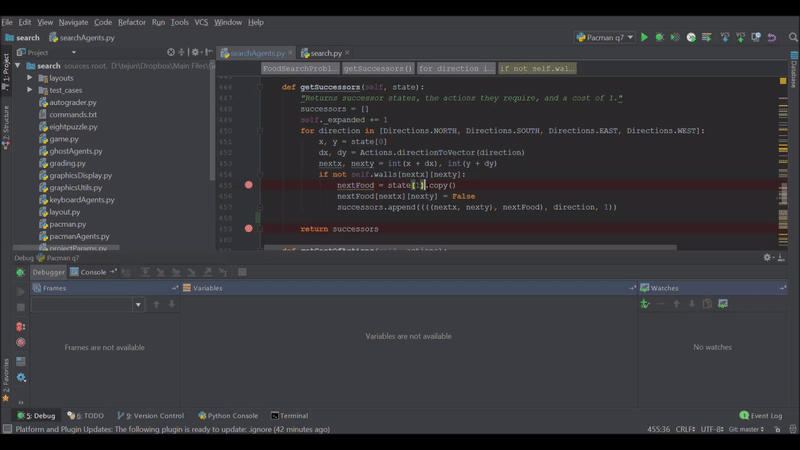 File Edit View Navigate Code Refactor Run Tools VCS Window Help
search searchAgents.py
Pacman q7
Project
searchAgents.py search.py
search sources root, D:\tejun\Dropbox\Main Files\G
layouts
test_cases
autograder.py
commands.txt
eightpuzzle.py
game.py
ghostAgents.py
grading.py
graphicsDisplay.py
graphicsUtils.py
keyboardAgents.py
layout.py
pacman.py
pacmanAgents.py
projectParams.py
1: Project
7: Structure
2: Favorites
Database
FoodSearchProbl... getSuccessors() for direction i... if not self.wal...
446 def getSuccessors(self, state):
447 "Returns successor states, the actions they require, and a cost of 1."
448 successors = []
449 self._expanded += 1
450 for direction in [Directions.NORTH, Directions.SOUTH, Directions.EAST, Directions.WEST]:
451 x, y = state[0]
452 dx, dy = Actions.directionToVector(direction)
453 nextx, nexty = int(x + dx), int(y + dy)
454 if not self.walls[nextx][nexty]:
455 nextFood = state[1].copy()
456 nextFood[nextx][nexty] = False
457 successors.append((((nextx, nexty), nextFood), direction, 1))
458
459 return successors
Debug Pacman q7
Debugger Console
Frames Variables Watches
Frames are not available
Variables are not available
No watches
5: Debug 6: TODO 9: Version Control Python Console Terminal Event Log
Platform and Plugin Updates: The following plugin is ready to update: .ignore (42 minutes ago) 455:36 CRLF UTF-8 Git: master